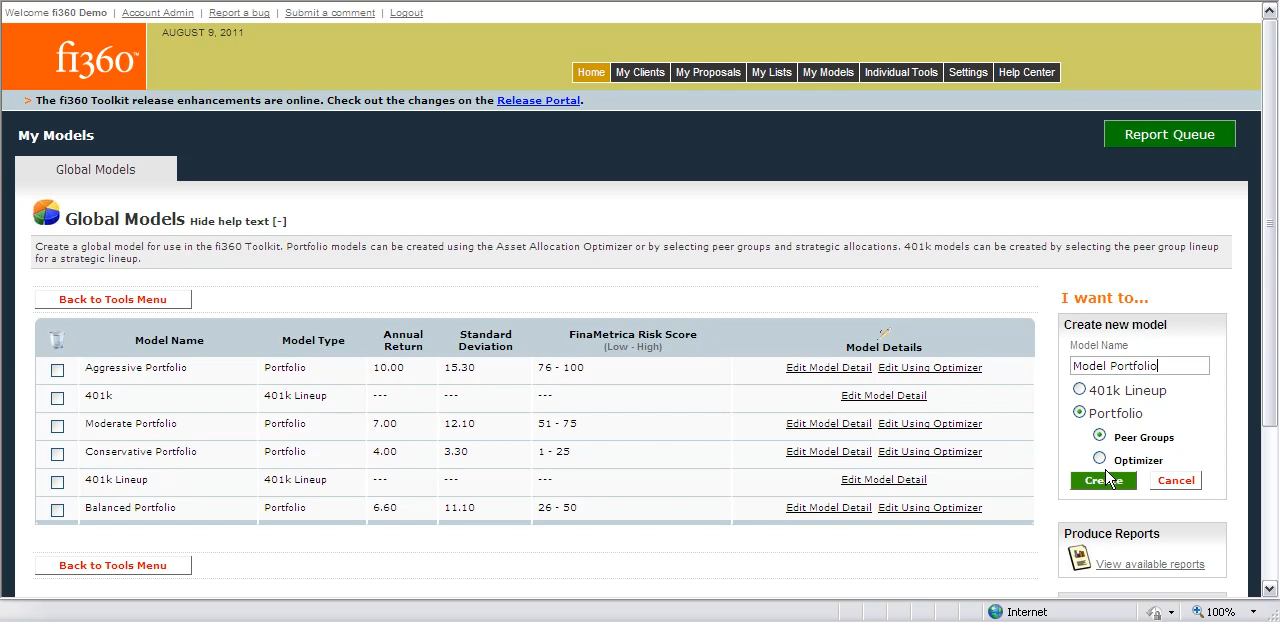 Welcome fi360 Demo | Account Admin | Report a bug | Submit a comment | Logout
fi360™
AUGUST 9, 2011
Home My Clients My Proposals My Lists My Models Individual Tools Settings Help Center
> The fi360 Toolkit release enhancements are online. Check out the changes on the Release Portal.
My Models
Report Queue
Global Models
Global Models Hide help text [-]
Create a global model for use in the fi360 Toolkit. Portfolio models can be created using the Asset Allocation Optimizer or by selecting peer groups and strategic allocations. 401k models can be created by selecting the peer group lineup
for a strategic lineup.
Back to Tools Menu
Model Name Model Type Annual Return Standard Deviation FinaMetrica Risk Score (Low - High) Model Details
Aggressive Portfolio Portfolio 10.00 15.30 76 - 100 Edit Model Detail Edit Using Optimizer
401k 401k Lineup --- --- --- Edit Model Detail
Moderate Portfolio Portfolio 7.00 12.10 51 - 75 Edit Model Detail Edit Using Optimizer
Conservative Portfolio Portfolio 4.00 3.30 1 - 25 Edit Model Detail Edit Using Optimizer
401k Lineup 401k Lineup --- --- --- Edit Model Detail
Balanced Portfolio Portfolio 6.60 11.10 26 - 50 Edit Model Detail Edit Using Optimizer
Back to Tools Menu
I want to...
Create new model
Model Name
Model Portfolio
401k Lineup
Portfolio
Peer Groups
Optimizer
Create Cancel
Produce Reports
View available reports
Internet 100%